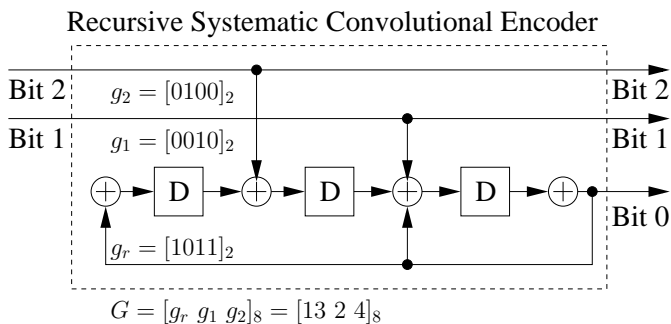 Recursive Systematic Convolutional Encoder
Bit 2 g₂ = [0100]₂ Bit 2
Bit 1 g₁ = [0010]₂ Bit 1
+ D + D + D +
Bit 0
gᵣ = [1011]₂
G = [gᵣ g₁ g₂]₈ = [13 2 4]₈